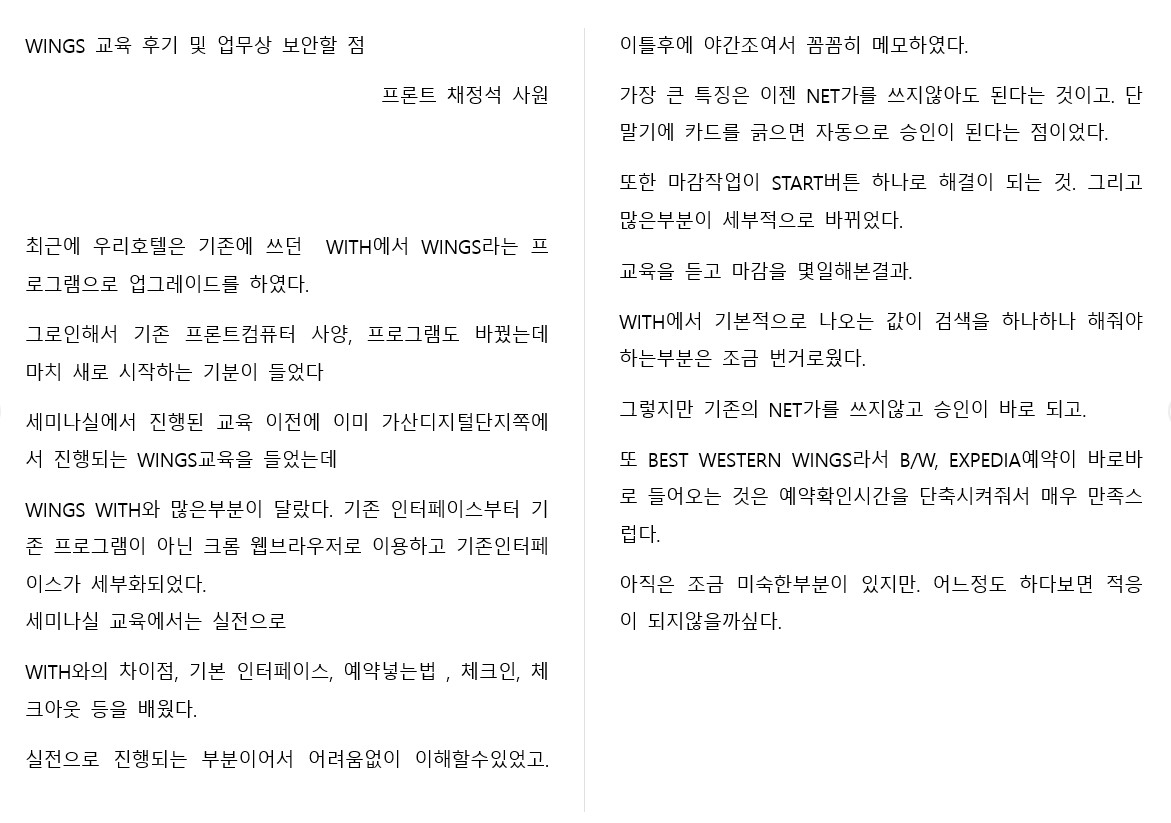 WINGS 교육 후기 및 업무상 보안할 점
프론트 채정석 사원
최근에 우리호텔은 기존에 쓰던 WITH에서 WINGS라는 프
로그램으로 업그레이드를 하였다.
그로인해서 기존 프론트컴퓨터 사양, 프로그램도 바꿨는데
마치 새로 시작하는 기분이 들었다
세미나실에서 진행된 교육 이전에 이미 가산디지털단지쪽에
서 진행되는 WINGS교육을 들었는데
WINGS WITH와 많은부분이 달랐다. 기존 인터페이스부터 기
존 프로그램이 아닌 크롬 웹브라우저로 이용하고 기존인터페
이스가 세부화되었다.
세미나실 교육에서는 실전으로
WITH와의 차이점, 기본 인터페이스, 예약넣는법 , 체크인, 체
크아웃 등을 배웠다.
실전으로 진행되는 부분이어서 어려움없이 이해할수있었고.
이틀후에 야간조여서 꼼꼼히 메모하였다.
가장 큰 특징은 이젠 NET가를 쓰지않아도 된다는 것이고. 단
말기에 카드를 긁으면 자동으로 승인이 된다는 점이었다.
또한 마감작업이 START버튼 하나로 해결이 되는 것. 그리고
많은부분이 세부적으로 바뀌었다.
교육을 듣고 마감을 몇일해본결과.
WITH에서 기본적으로 나오는 값이 검색을 하나하나 해줘야
하는부분은 조금 번거로웠다.
그렇지만 기존의 NET가를 쓰지않고 승인이 바로 되고.
또 BEST WESTERN WINGS라서 B/W, EXPEDIA예약이 바로바
로 들어오는 것은 예약확인시간을 단축시켜줘서 매우 만족스
럽다.
아직은 조금 미숙한부분이 있지만. 어느정도 하다보면 적응
이 되지않을까싶다.